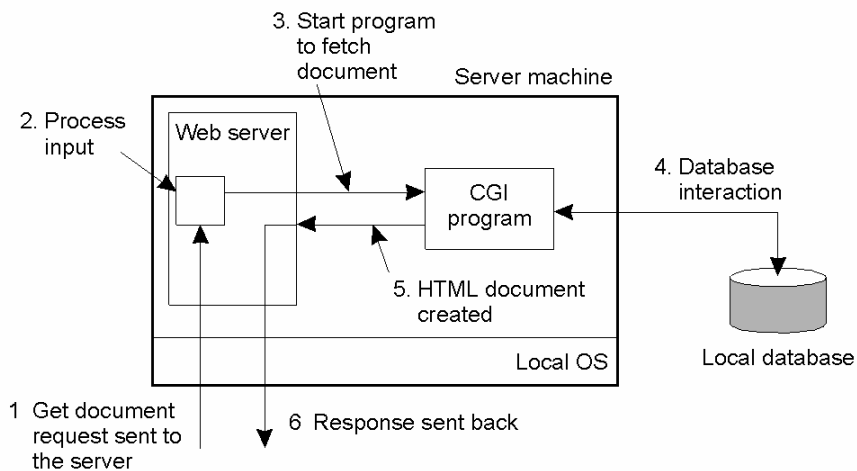 3. Start program
to fetch
document
Server machine
2. Process
input
Web server
CGI
program
4. Database
interaction
5. HTML document
created
Local OS
Local database
1 Get document
request sent to
the server
6 Response sent back